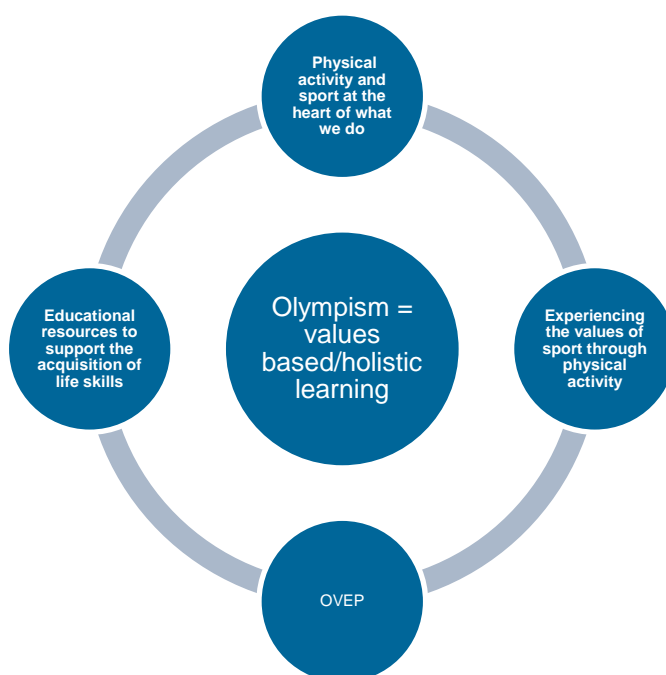 Physical
activity and
sport at the
heart of what
we do
Educational
resources to
support the
acquisition of
life skills
Olympism =
values
based/holistic
learning
Experiencing
the values of
sport through
physical
activity
OVEP